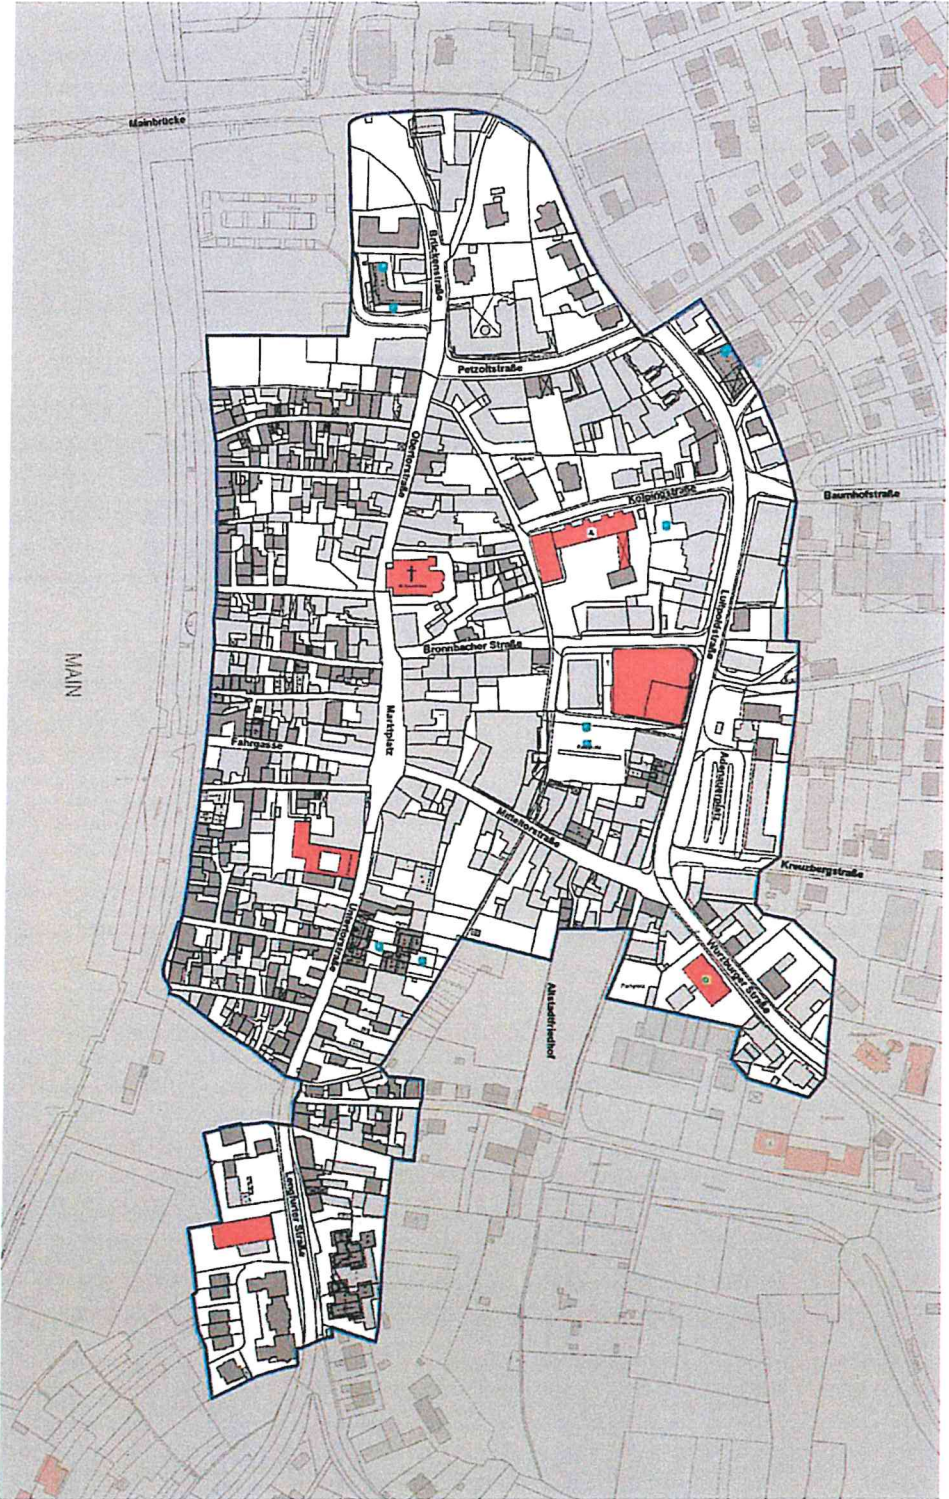 Mainbrücke
Brückenstraße
Petzoltstraße
Obertorstraße
Kolpingstraße
Baumhofstraße
Luitpoldstraße
Bronnbacher Straße
Marktplatz
MAIN
Fahrgasse
Adenauerplatz
Mitteltorstraße
Kreuzbergstraße
Untertorstraße
Würzburger Straße
Altstadtfriedhof
Lengfurter Straße